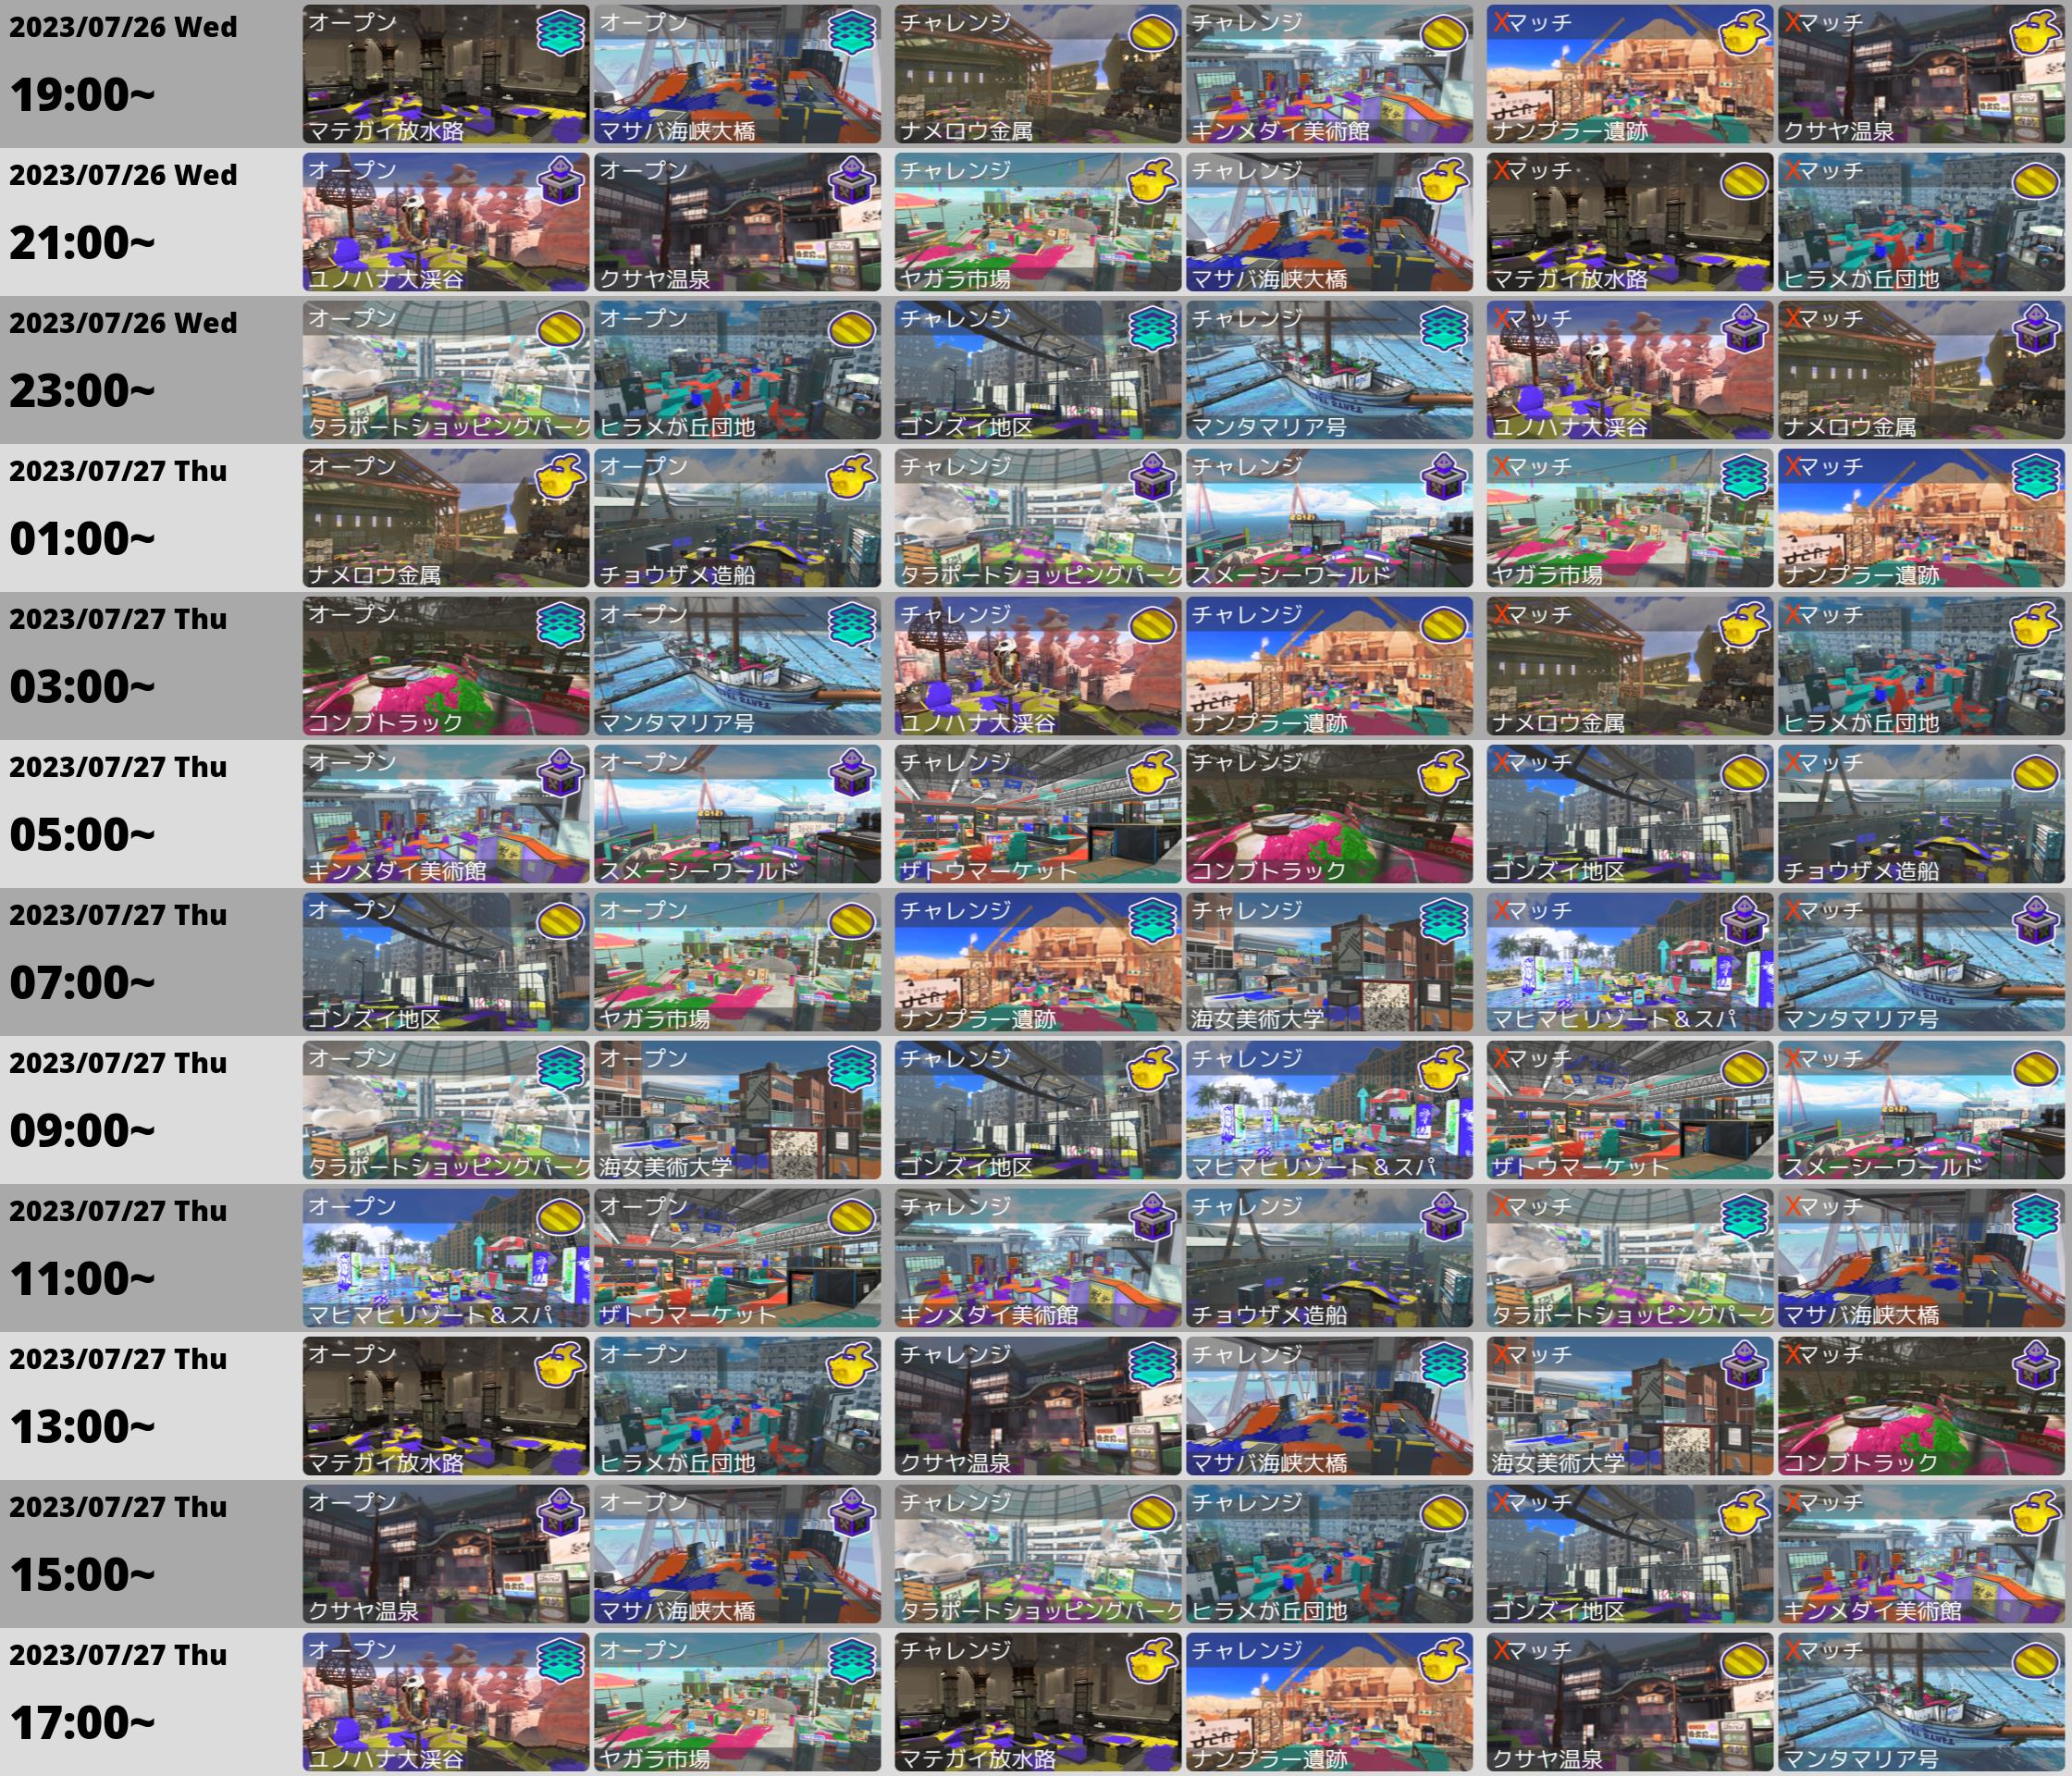 2023/07/26 Wed
19:00~
オープン
マテガイ放水路
オープン
マサバ海峡大橋
チャレンジ
ナメロウ金属
チャレンジ
キンメダイ美術館
Xマッチ
ナンプラー遺跡
Xマッチ
クサヤ温泉
2023/07/26 Wed
21:00~
オープン
ユノハナ大渓谷
オープン
クサヤ温泉
チャレンジ
ヤガラ市場
チャレンジ
マサバ海峡大橋
Xマッチ
マテガイ放水路
Xマッチ
ヒラメが丘団地
2023/07/26 Wed
23:00~
オープン
タラポートショッピングパーク
オープン
ヒラメが丘団地
チャレンジ
ゴンズイ地区
チャレンジ
マンタマリア号
Xマッチ
ユノハナ大渓谷
Xマッチ
ナメロウ金属
2023/07/27 Thu
01:00~
オープン
ナメロウ金属
オープン
チョウザメ造船
チャレンジ
タラポートショッピングパーク
チャレンジ
スメーシーワールド
Xマッチ
ヤガラ市場
Xマッチ
ナンプラー遺跡
2023/07/27 Thu
03:00~
オープン
コンブトラック
オープン
マンタマリア号
チャレンジ
ユノハナ大渓谷
チャレンジ
ナンプラー遺跡
Xマッチ
ナメロウ金属
Xマッチ
ヒラメが丘団地
2023/07/27 Thu
05:00~
オープン
キンメダイ美術館
オープン
スメーシーワールド
チャレンジ
ザトウマーケット
チャレンジ
コンブトラック
Xマッチ
ゴンズイ地区
Xマッチ
チョウザメ造船
2023/07/27 Thu
07:00~
オープン
ゴンズイ地区
オープン
ヤガラ市場
チャレンジ
ナンプラー遺跡
チャレンジ
海女美術大学
Xマッチ
マヒマヒリゾート＆スパ
Xマッチ
マンタマリア号
2023/07/27 Thu
09:00~
オープン
タラポートショッピングパーク
オープン
海女美術大学
チャレンジ
ゴンズイ地区
チャレンジ
マヒマヒリゾート＆スパ
Xマッチ
ザトウマーケット
Xマッチ
スメーシーワールド
2023/07/27 Thu
11:00~
オープン
マヒマヒリゾート＆スパ
オープン
ザトウマーケット
チャレンジ
キンメダイ美術館
チャレンジ
チョウザメ造船
Xマッチ
タラポートショッピングパーク
Xマッチ
マサバ海峡大橋
2023/07/27 Thu
13:00~
オープン
マテガイ放水路
オープン
ヒラメが丘団地
チャレンジ
クサヤ温泉
チャレンジ
マサバ海峡大橋
Xマッチ
海女美術大学
Xマッチ
コンブトラック
2023/07/27 Thu
15:00~
オープン
クサヤ温泉
オープン
マサバ海峡大橋
チャレンジ
タラポートショッピングパーク
チャレンジ
ヒラメが丘団地
Xマッチ
ゴンズイ地区
Xマッチ
キンメダイ美術館
2023/07/27 Thu
17:00~
オープン
ユノハナ大渓谷
オープン
ヤガラ市場
チャレンジ
マテガイ放水路
チャレンジ
ナンプラー遺跡
Xマッチ
クサヤ温泉
Xマッチ
マンタマリア号